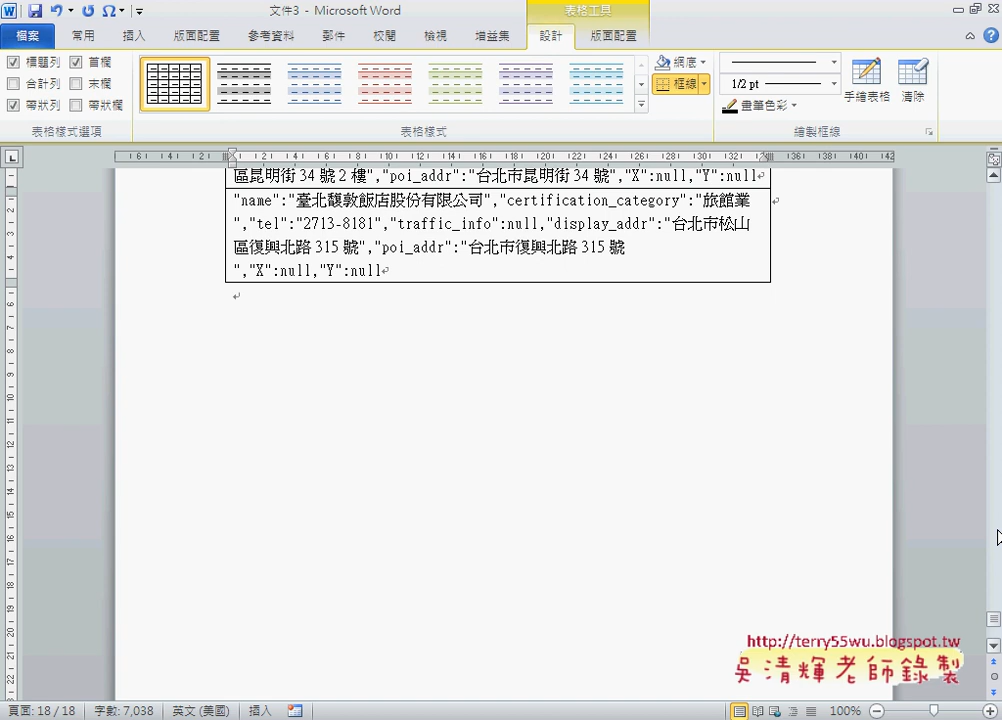 文件3 - Microsoft Word
表格工具
檔案 常用 插入 版面配置 參考資料 郵件 校閱 檢視 增益集 設計 版面配置
標題列 首欄
合計列 末欄
帶狀列 帶狀欄
表格樣式選項
表格樣式
網底
框線
1/2 pt
畫筆色彩
手繪表格 清除
繪製框線
區昆明街 34 號 2 樓","poi_addr":"台北市昆明街 34 號","X":null,"Y":null
"name":"臺北馥敦飯店股份有限公司","certification_category":"旅館業
","tel":"2713-8181","traffic_info":null,"display_addr":"台北市松山
區復興北路 315 號","poi_addr":"台北市復興北路 315 號
","X":null,"Y":null
http://terry55wu.blogspot.tw
吳清輝老師錄製
頁面: 18 / 18 字數: 7,038 英文 (美國) 插入 100%